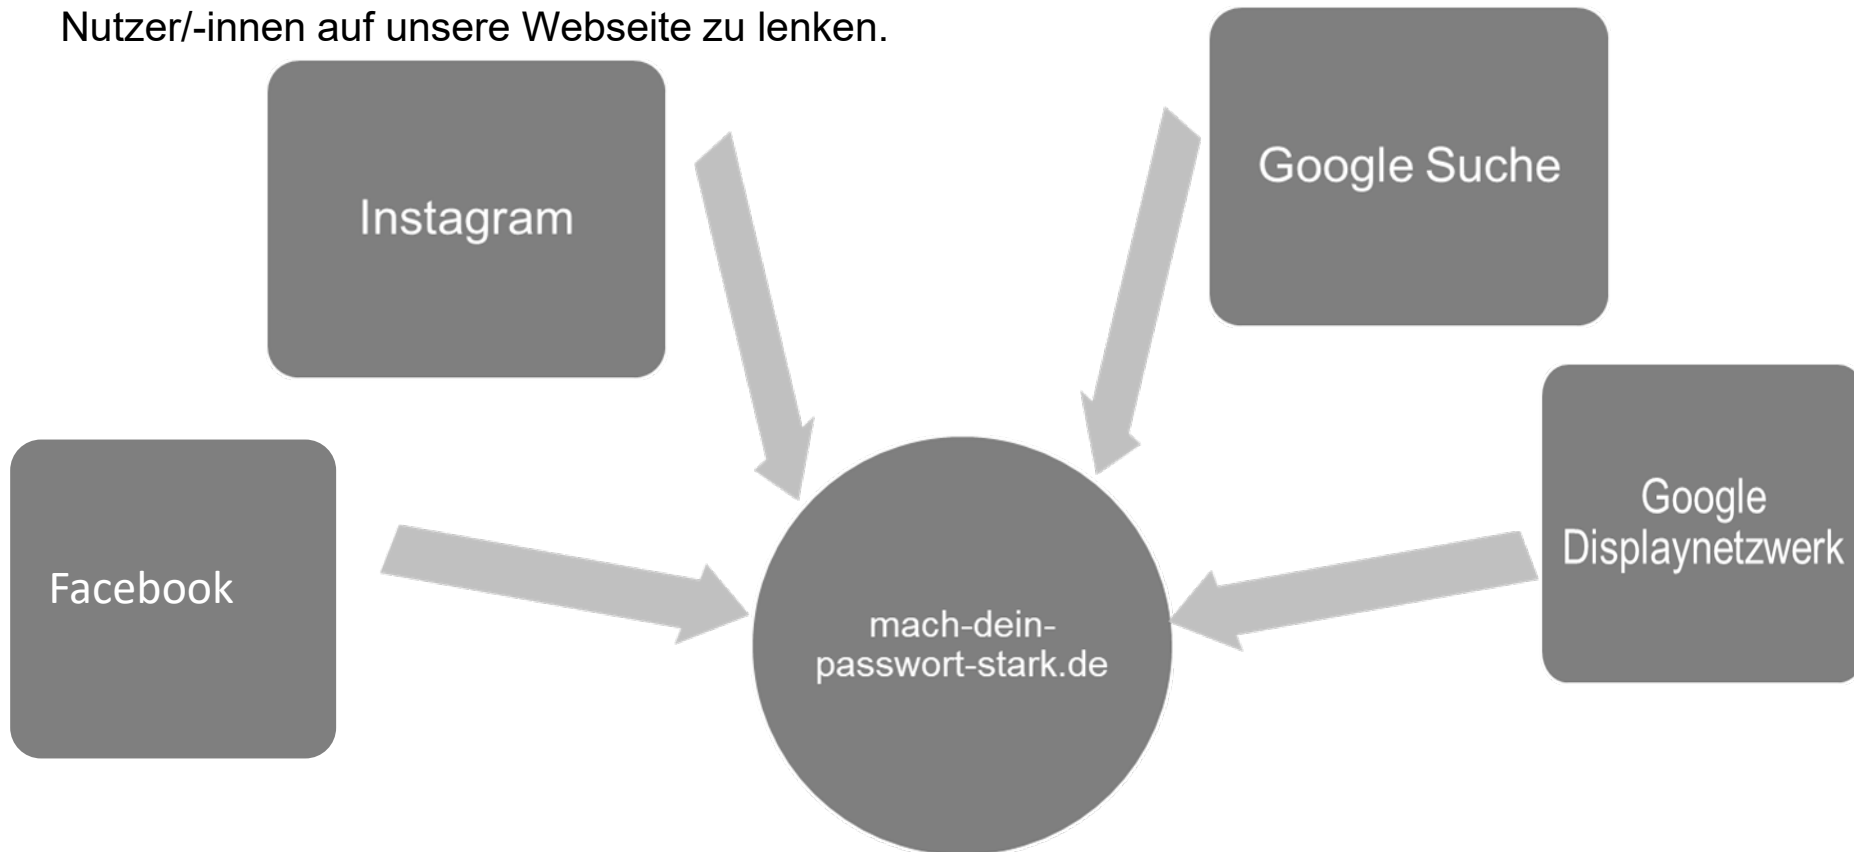 Nutzer/-innen auf unsere Webseite zu lenken.
Instagram
Google Suche
Facebook
Google
Displaynetzwerk
mach-dein-
passwort-stark.de